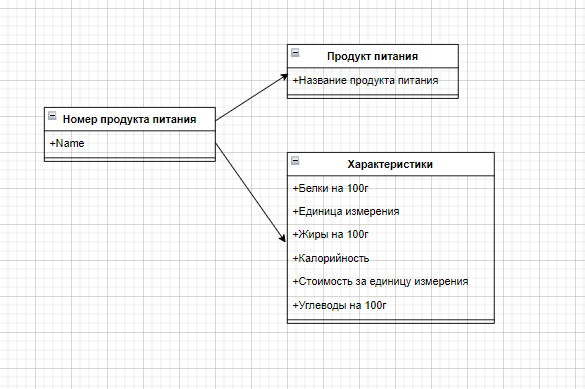 Продукт питания
+Название продукта питания
Номер продукта питания
+Name
Характеристики
+Белки на 100г
+Единица измерения
+Жиры на 100г
+Калорийность
+Стоимость за единицу измерения
+Углеводы на 100г